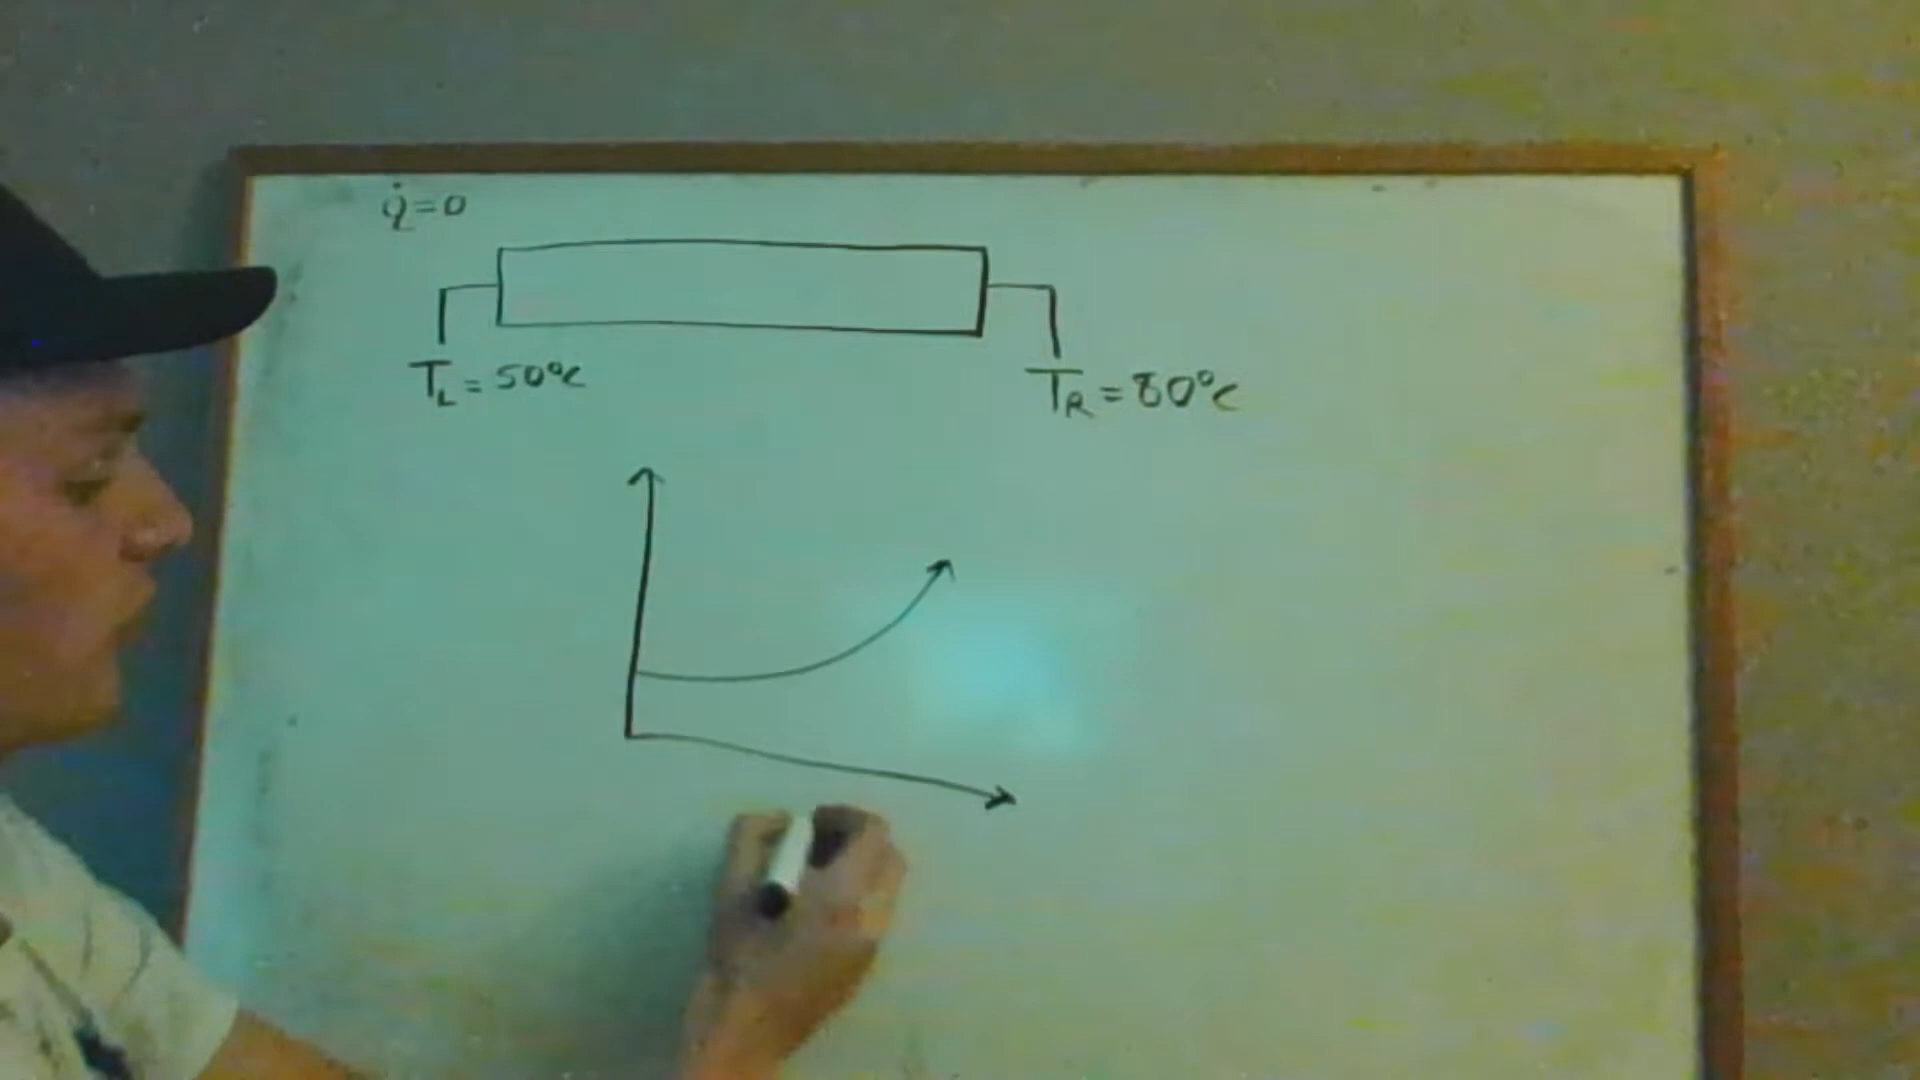 q̇=0
T_L = 50°C
T_R = 80°C